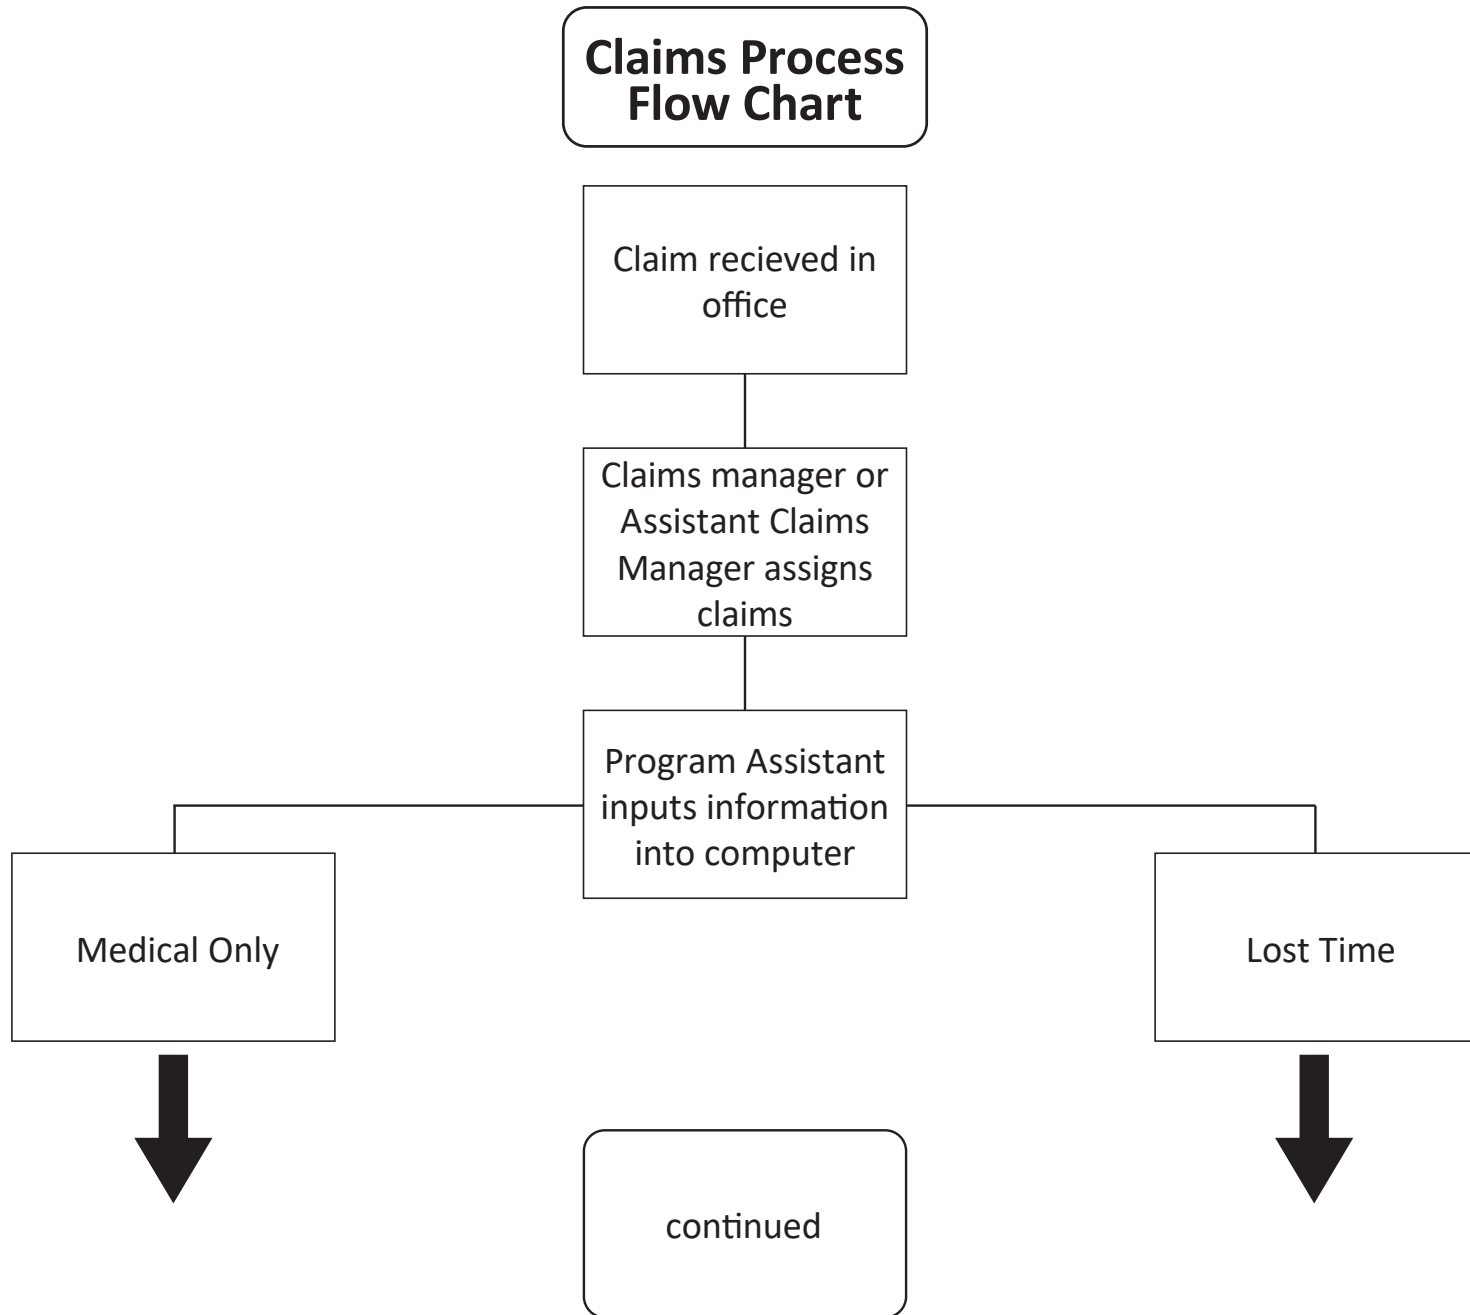 Claims Process
Flow Chart
Claim recieved in
office
Claims manager or
Assistant Claims
Manager assigns
claims
Program Assistant
inputs information
into computer
Medical Only
Lost Time
continued